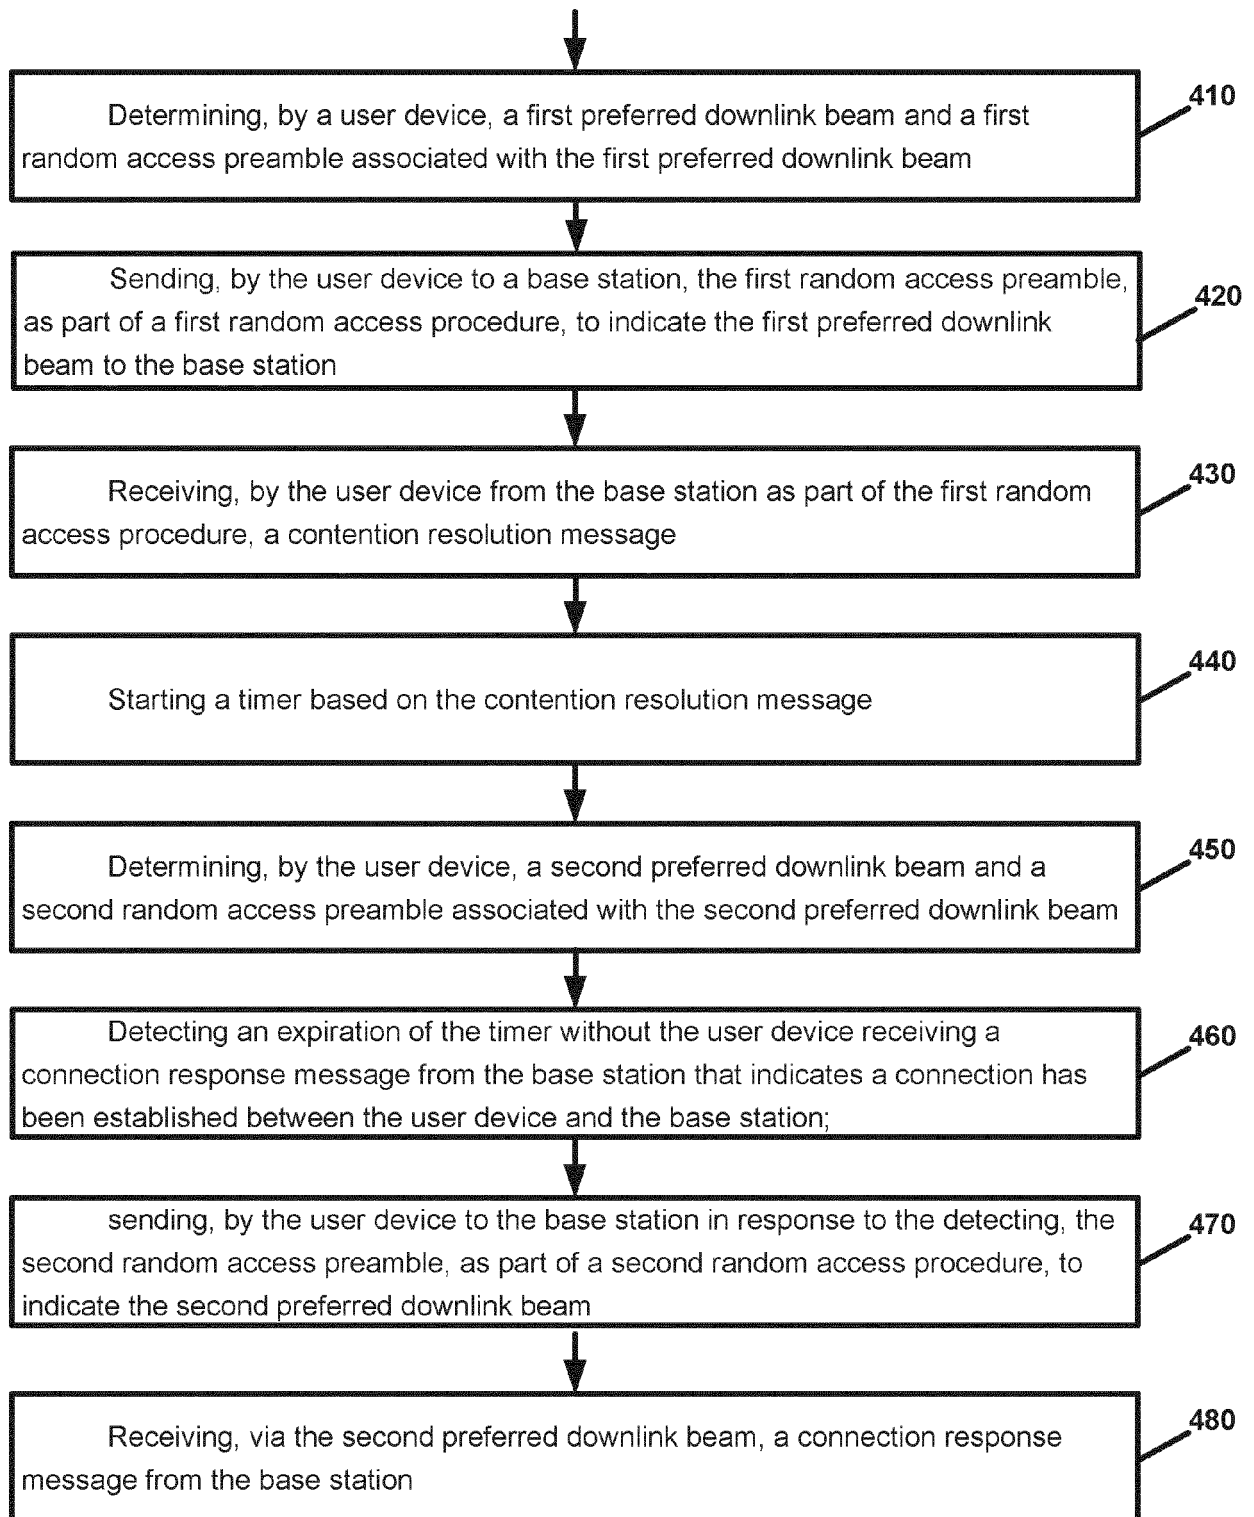 410
Determining, by a user device, a first preferred downlink beam and a first
random access preamble associated with the first preferred downlink beam
420
Sending, by the user device to a base station, the first random access preamble,
as part of a first random access procedure, to indicate the first preferred downlink
beam to the base station
430
Receiving, by the user device from the base station as part of the first random
access procedure, a contention resolution message
440
Starting a timer based on the contention resolution message
450
Determining, by the user device, a second preferred downlink beam and a
second random access preamble associated with the second preferred downlink beam
460
Detecting an expiration of the timer without the user device receiving a
connection response message from the base station that indicates a connection has
been established between the user device and the base station;
470
sending, by the user device to the base station in response to the detecting, the
second random access preamble, as part of a second random access procedure, to
indicate the second preferred downlink beam
480
Receiving, via the second preferred downlink beam, a connection response
message from the base station